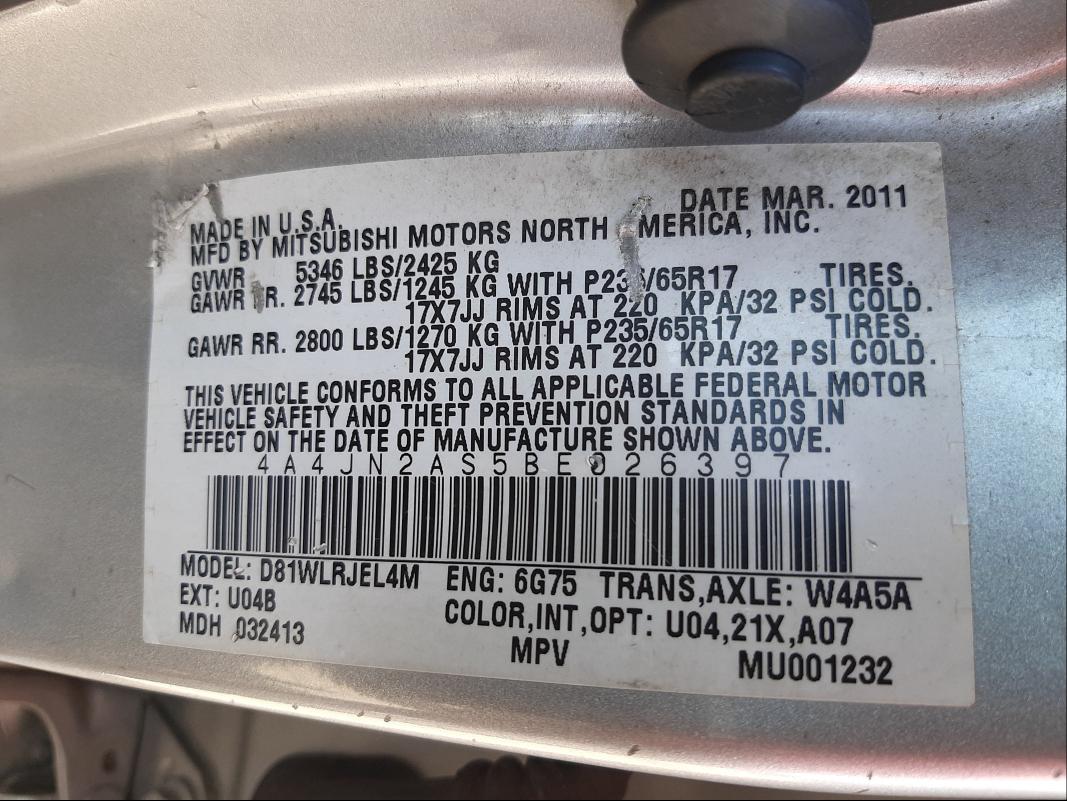 DATE MAR. 2011
MADE IN U.S.A.
MFD BY MITSUBISHI MOTORS NORTH MERICA, INC.
GVWR 5346 LBS/2425 KG
GAWR R. 2745 LBS/1245 KG WITH /65R17 TIRES.
17X7JJ RIMS AT 220 KPA/32 PSI COLD.
GAWR RR. 2800 LBS/1270 KG WITH P235/65R17 TIRES.
17X7JJ RIMS AT 220 KPA/32 PSI COLD.
THIS VEHICLE CONFORMS TO ALL APPLICABLE FEDERAL MOTOR
VEHICLE SAFETY AND THEFT PREVENTION STANDARDS IN
EFFECT ON THE DATE OF MANUFACTURE SHOWN ABOVE.
4A4JN2AS5BE026397
MODEL: D81WLRJEL4M ENG: 6G75 TRANS,AXLE: W4A5A
EXT: U04B COLOR,INT,OPT: U04,21X,A07
MDH 032413 MPV MU001232